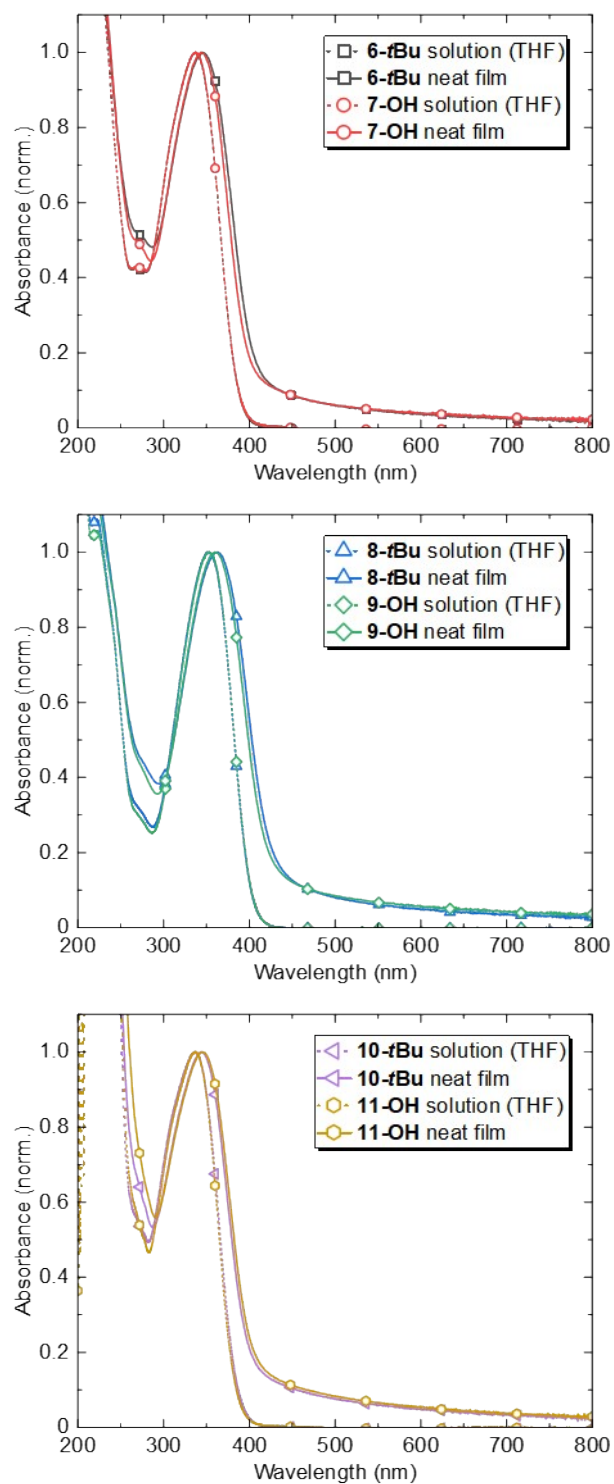 1.0
0.8
0.6
0.4
0.2
0
Absorbance (norm.)
6-tBu solution (THF)
6-tBu neat film
7-OH solution (THF)
7-OH neat film
200 300 400 500 600 700 800
Wavelength (nm)
1.0
0.8
0.6
0.4
0.2
0
Absorbance (norm.)
8-tBu solution (THF)
8-tBu neat film
9-OH solution (THF)
9-OH neat film
200 300 400 500 600 700 800
Wavelength (nm)
1.0
0.8
0.6
0.4
0.2
0
Absorbance (norm.)
10-tBu solution (THF)
10-tBu neat film
11-OH solution (THF)
11-OH neat film
200 300 400 500 600 700 800
Wavelength (nm)